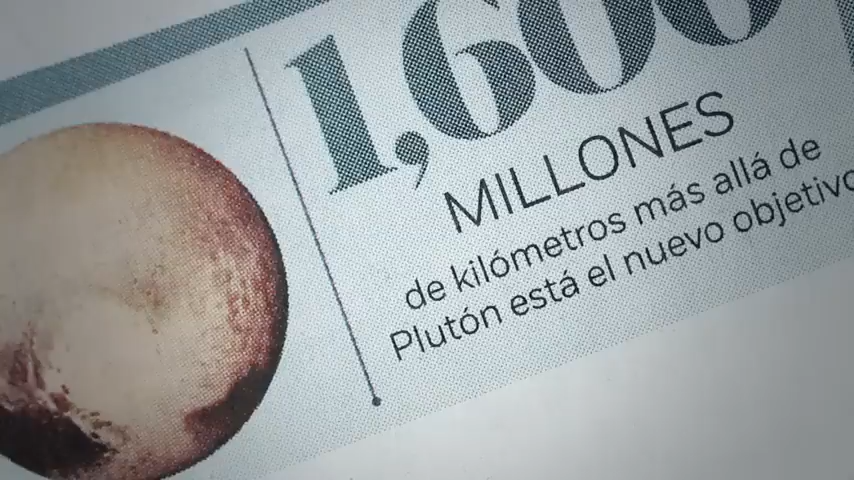 1,600
MILLONES
de kilómetros más allá de
Plutón está el nuevo objetivo